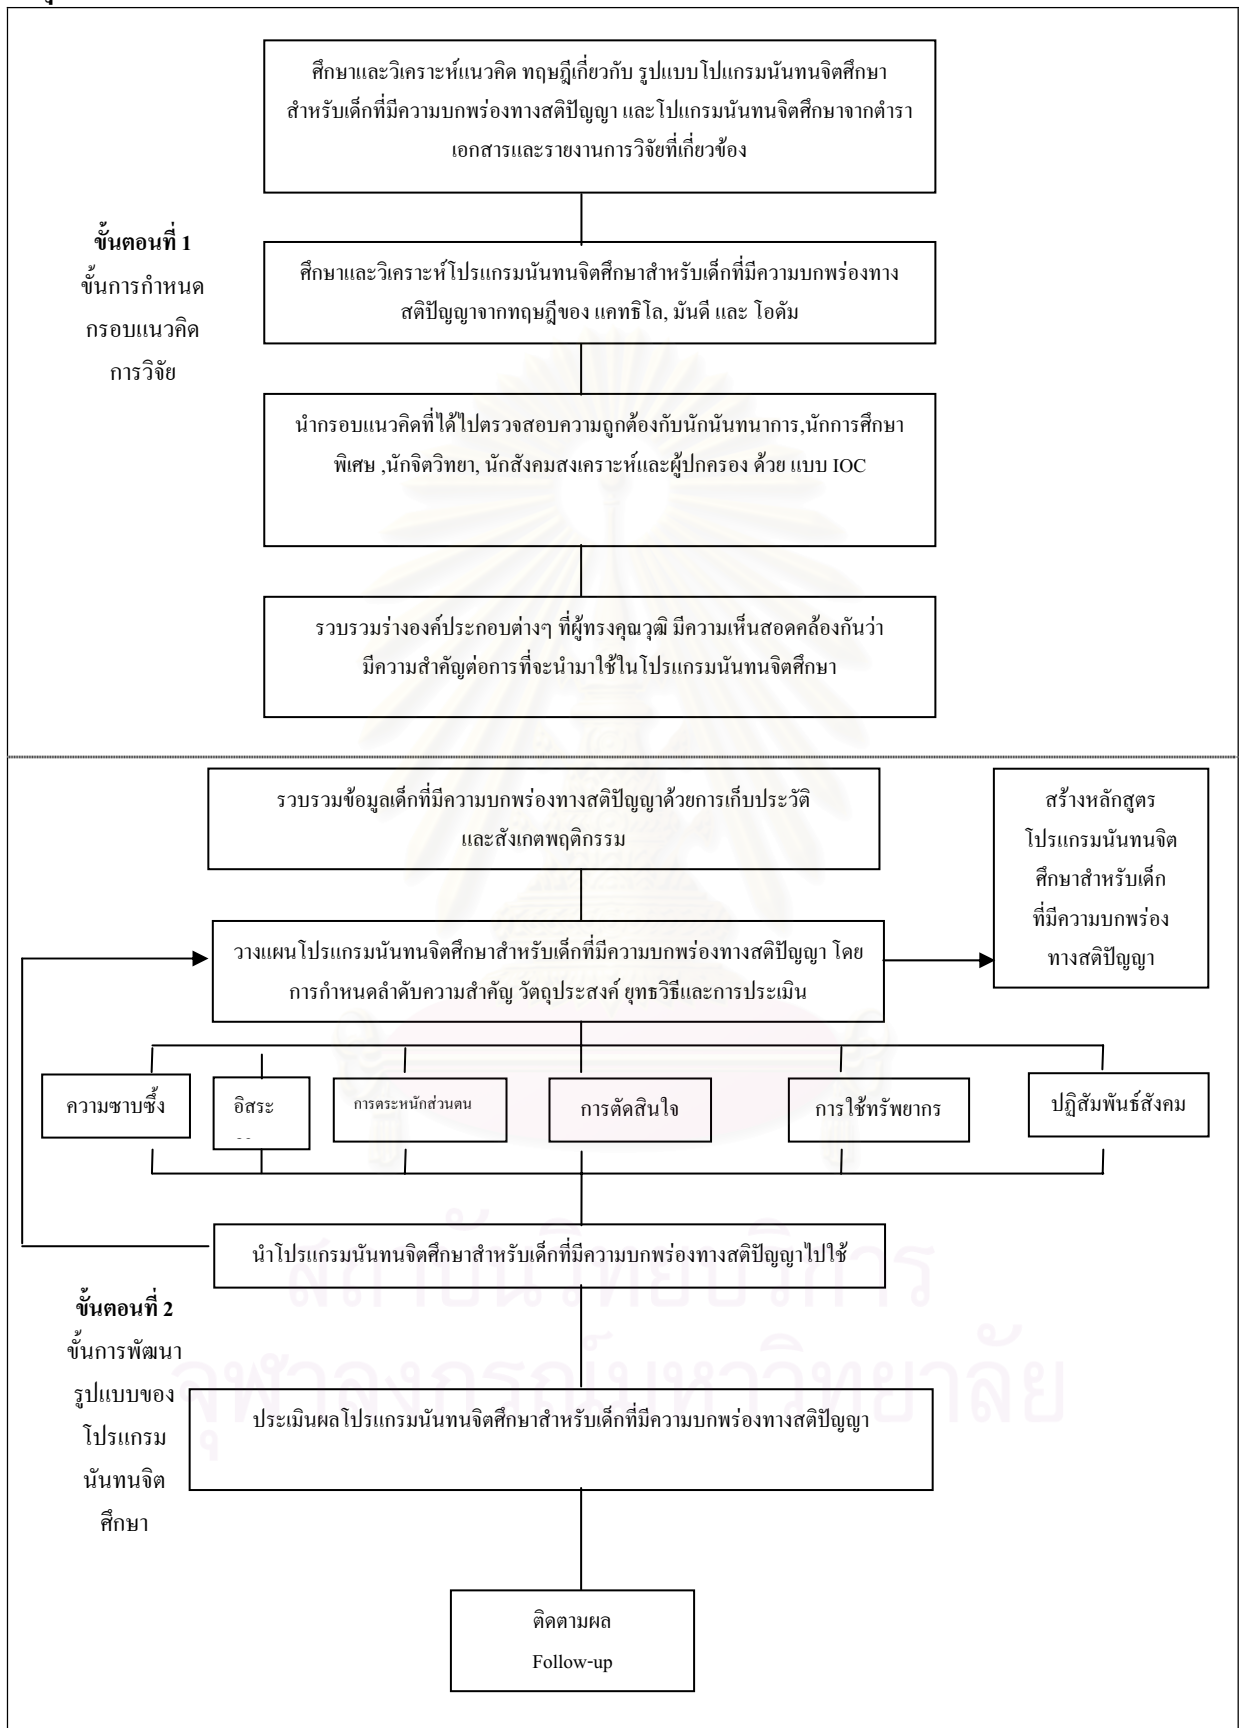 ศึกษาและวิเคราะห์แนวคิด ทฤษฎีเกี่ยวกับ รูปแบบโปแกรมนันทนจิตศึกษา
สำหรับเด็กที่มีความบกพร่องทางสติปัญญา และโปแกรมนันทนจิตศึกษาจากตำรา
เอกสารและรายงานการวิจัยที่เกี่ยวข้อง
ขั้นตอนที่ 1
ขั้นการกำหนด
กรอบแนวคิด
การวิจัย
ศึกษาและวิเคราะห์โปรแกรมนันทนจิตศึกษาสำหรับเด็กที่มีความบกพร่องทาง
สติปัญญาจากทฤษฎีของ แคทธิโล, มันดี และ โอดัม
นำกรอบแนวคิดที่ได้ไปตรวจสอบความถูกต้องกับนักนันทนาการ,นักการศึกษา
พิเศษ ,นักจิตวิทยา, นักสังคมสงเคราะห์และผู้ปกครอง ด้วย แบบ IOC
รวบรวมร่างองค์ประกอบต่างๆ ที่ผู้ทรงคุณวุฒิ มีความเห็นสอดคล้องกันว่า
มีความสำคัญต่อการที่จะนำมาใช้ในโปรแกรมนันทนจิตศึกษา
รวบรวมข้อมูลเด็กที่มีความบกพร่องทางสติปัญญาด้วยการเก็บประวัติ
และสังเกตพฤติกรรม
สร้างหลักสูตร
โปรแกรมนันทนจิต
ศึกษาสำหรับเด็ก
ที่มีความบกพร่อง
ทางสติปัญญา
วางแผนโปรแกรมนันทนจิตศึกษาสำหรับเด็กที่มีความบกพร่องทางสติปัญญา โดย
การกำหนดลำดับความสำคัญ วัตถุประสงค์ ยุทธวิธีและการประเมิน
ความซาบซึ้ง
อิสระ
การตระหนักส่วนตน
การตัดสินใจ
การใช้ทรัพยากร
ปฏิสัมพันธ์สังคม
นำโปรแกรมนันทนจิตศึกษาสำหรับเด็กที่มีความบกพร่องทางสติปัญญาไปใช้
ขั้นตอนที่ 2
ขั้นการพัฒนา
รูปแบบของ
โปรแกรม
นันทนจิต
ศึกษา
ประเมินผลโปรแกรมนันทนจิตศึกษาสำหรับเด็กที่มีความบกพร่องทางสติปัญญา
ติดตามผล
Follow-up
สถาบันวิทยบริการ
จุฬาลงกรณ์มหาวิทยาลัย